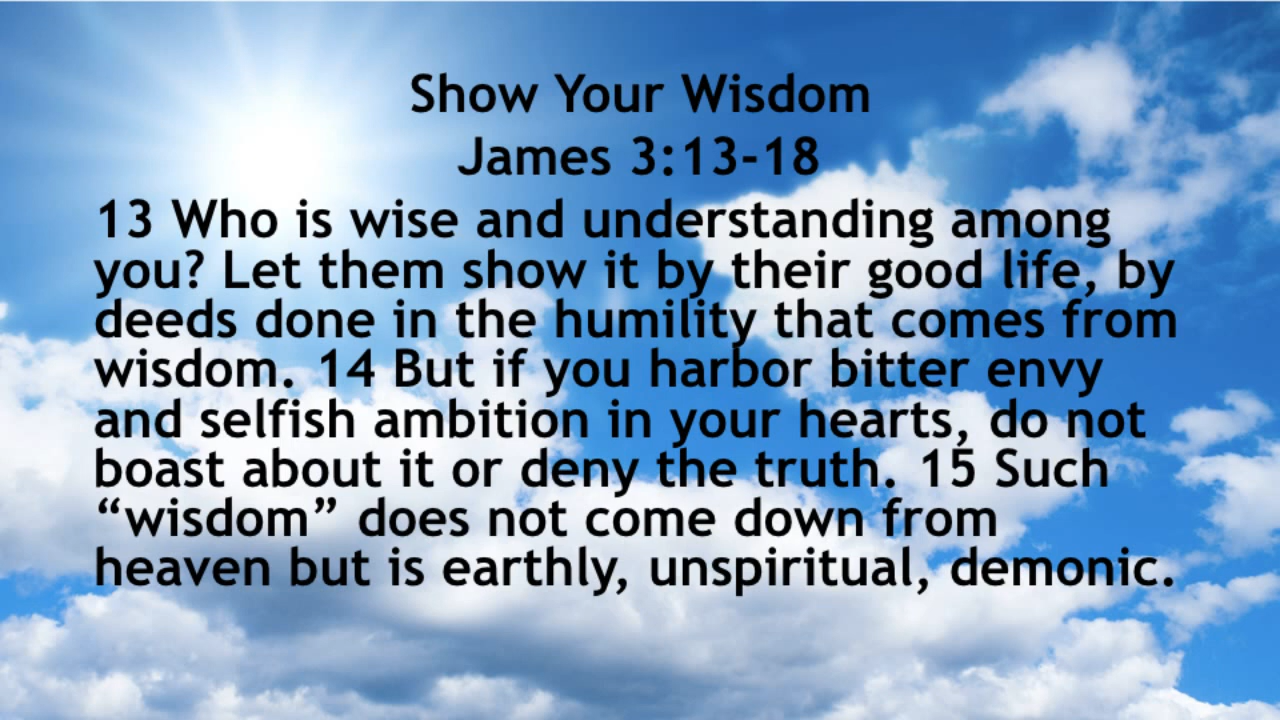 Show Your Wisdom
James 3:13-18
13 Who is wise and understanding among
you? Let them show it by their good life, by
deeds done in the humility that comes from
wisdom. 14 But if you harbor bitter envy
and selfish ambition in your hearts, do not
boast about it or deny the truth. 15 Such
“wisdom” does not come down from
heaven but is earthly, unspiritual, demonic.